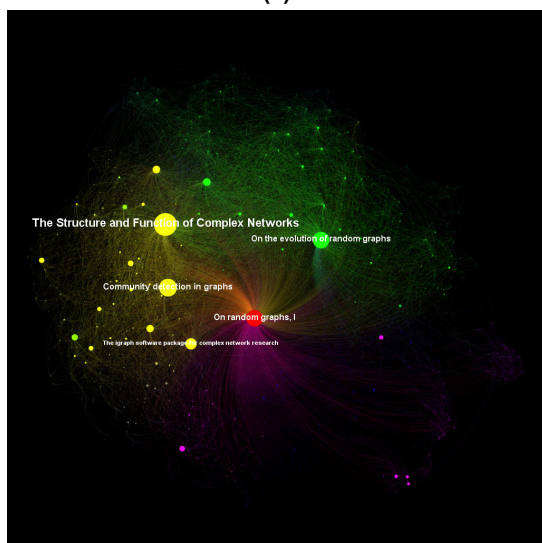 The Structure and Function of Complex Networks
On the evolution of random graphs
Community detection in graphs
On random graphs, I
The igraph software package for complex network research